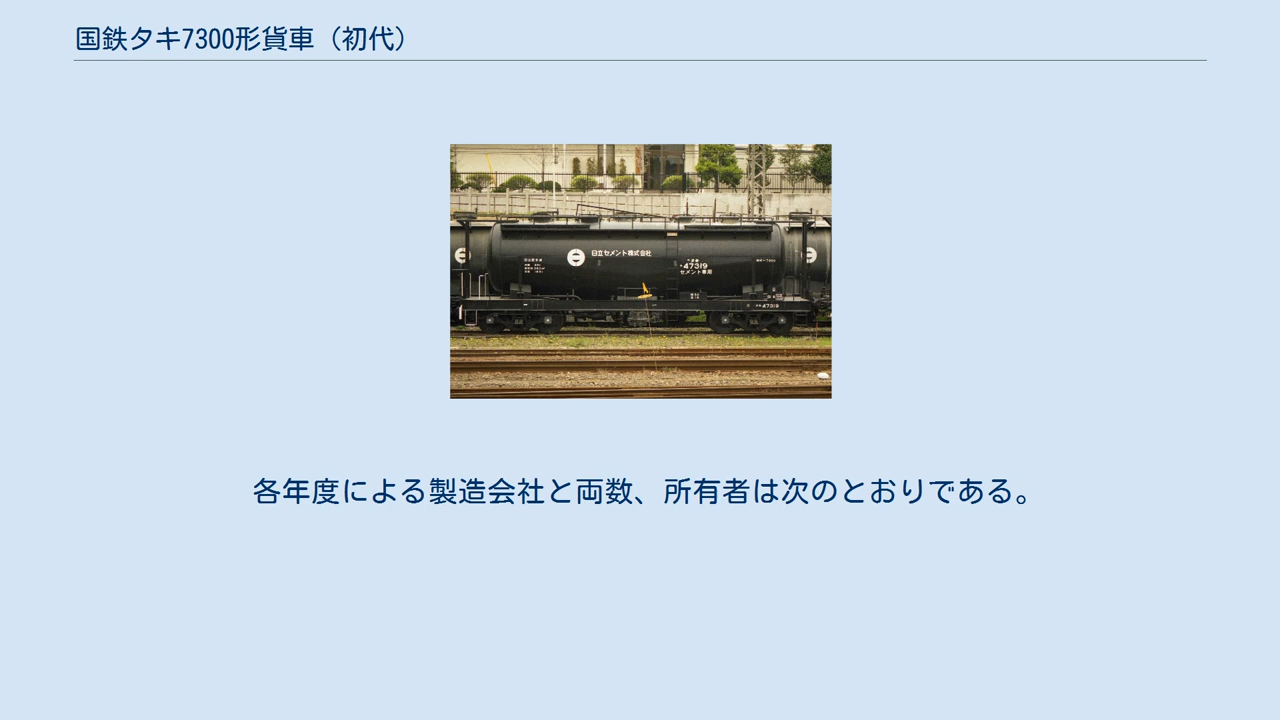 国鉄タキ7300形貨車（初代）
日立セメント株式会社
47319
セメント専用
47319
各年度による製造会社と両数、所有者は次のとおりである。